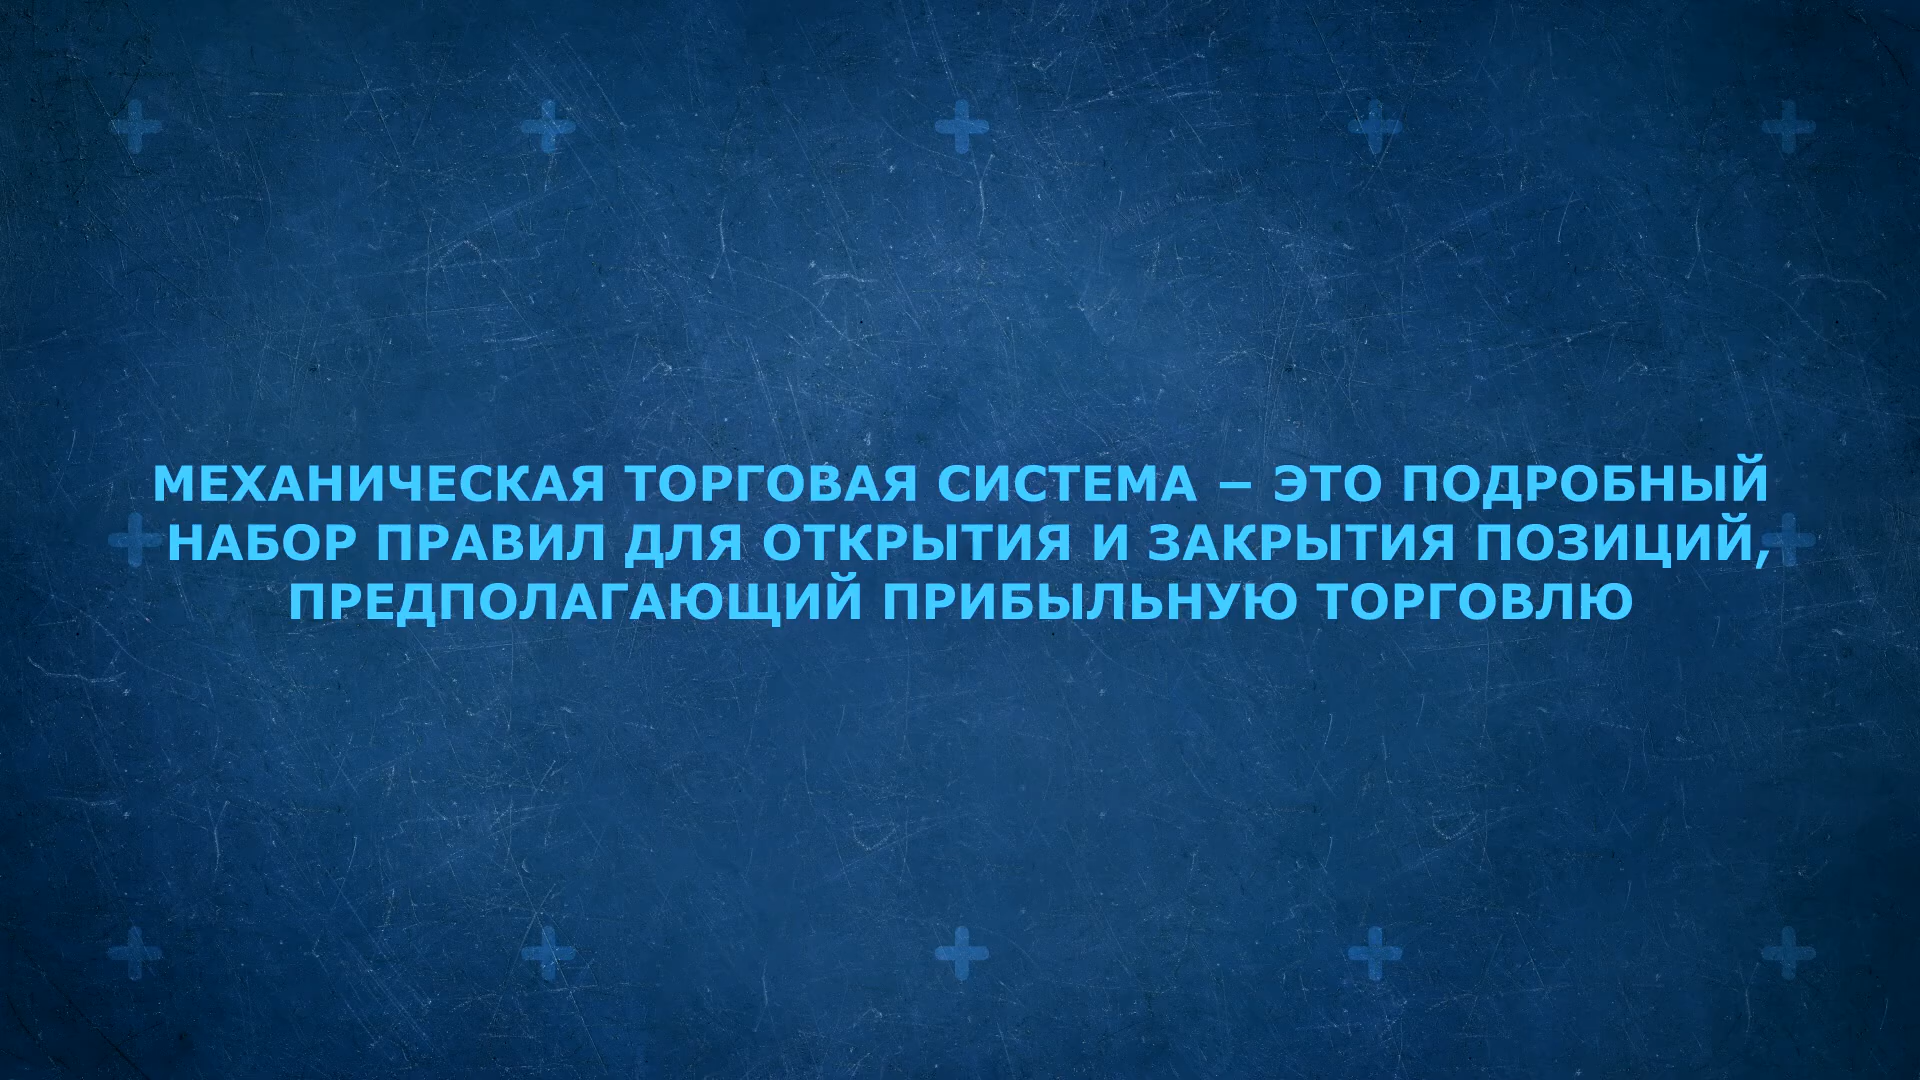 МЕХАНИЧЕСКАЯ ТОРГОВАЯ СИСТЕМА – ЭТО ПОДРОБНЫЙ
НАБОР ПРАВИЛ ДЛЯ ОТКРЫТИЯ И ЗАКРЫТИЯ ПОЗИЦИЙ,
ПРЕДПОЛАГАЮЩИЙ ПРИБЫЛЬНУЮ ТОРГОВЛЮ